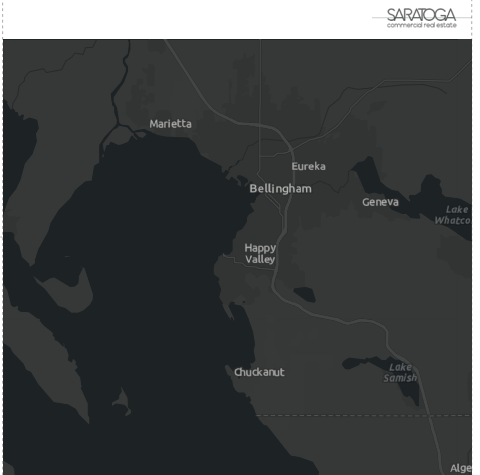 SARATOGA
commercial real estate
Marietta
Eureka
Bellingham
Geneva
Lake
Whatco
Happy
Valley
Chuckanut
Lake
Samish
Alge